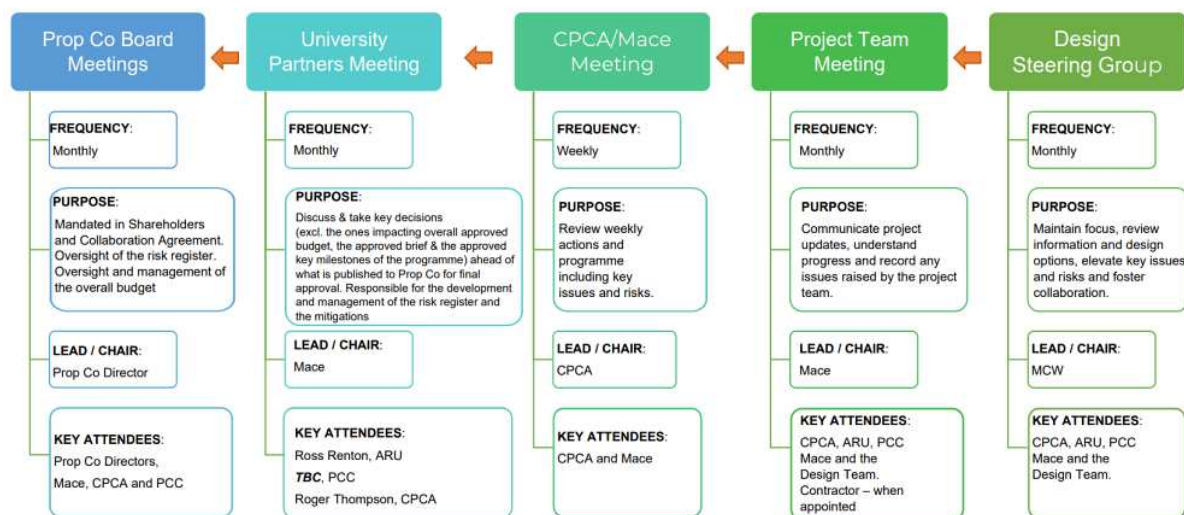 Prop Co Board
Meetings
FREQUENCY:
Monthly
PURPOSE:
Mandated in Shareholders
and Collaboration Agreement.
Oversight of the risk register.
Oversight and management of
the overall budget
LEAD / CHAIR:
Prop Co Director
KEY ATTENDEES:
Prop Co Directors,
Mace, CPCA and PCC
University
Partners Meeting
FREQUENCY:
Monthly
PURPOSE:
Discuss & take key decisions
(excl. the ones impacting overall approved
budget, the approved brief & the approved
key milestones of the programme) ahead of
what is published to Prop Co for final
approval. Responsible for the development
and management of the risk register and
the mitigations
LEAD / CHAIR:
Mace
KEY ATTENDEES:
Ross Renton, ARU
TBC, PCC
Roger Thompson, CPCA
CPCA/Mace
Meeting
FREQUENCY:
Weekly
PURPOSE:
Review weekly
actions and
programme
including key
issues and risks.
LEAD / CHAIR:
CPCA
KEY ATTENDEES:
CPCA and Mace
Project Team
Meeting
FREQUENCY:
Monthly
PURPOSE:
Communicate project
updates, understand
progress and record any
issues raised by the project
team.
LEAD / CHAIR:
Mace
KEY ATTENDEES:
CPCA, ARU, PCC
Mace and the
Design Team.
Contractor – when
appointed
Design
Steering Group
FREQUENCY:
Monthly
PURPOSE:
Maintain focus, review
information and design
options, elevate key issues
and risks and foster
collaboration.
LEAD / CHAIR:
MCW
KEY ATTENDEES:
CPCA, ARU, PCC
Mace and the
Design Team.